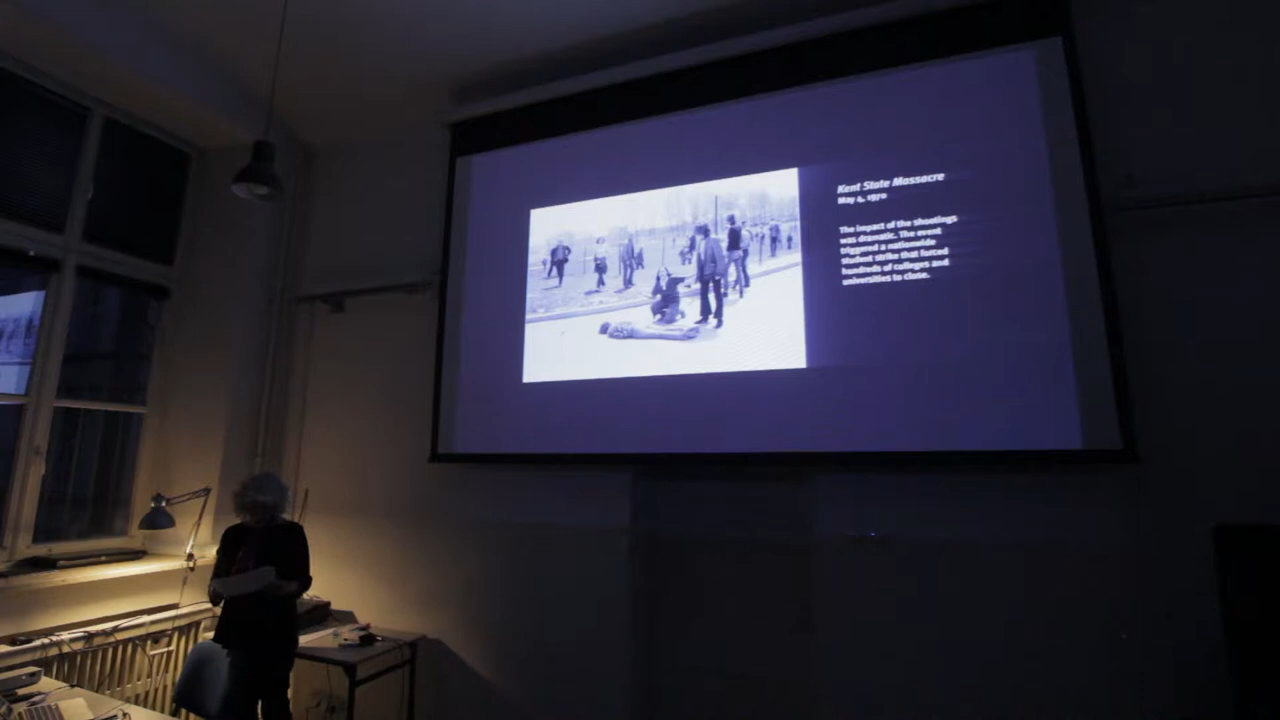 Kent State Massacre
May 4, 1970
The impact of the shootings
was dramatic. The event
triggered a nationwide
student strike that forced
hundreds of colleges and
universities to close.